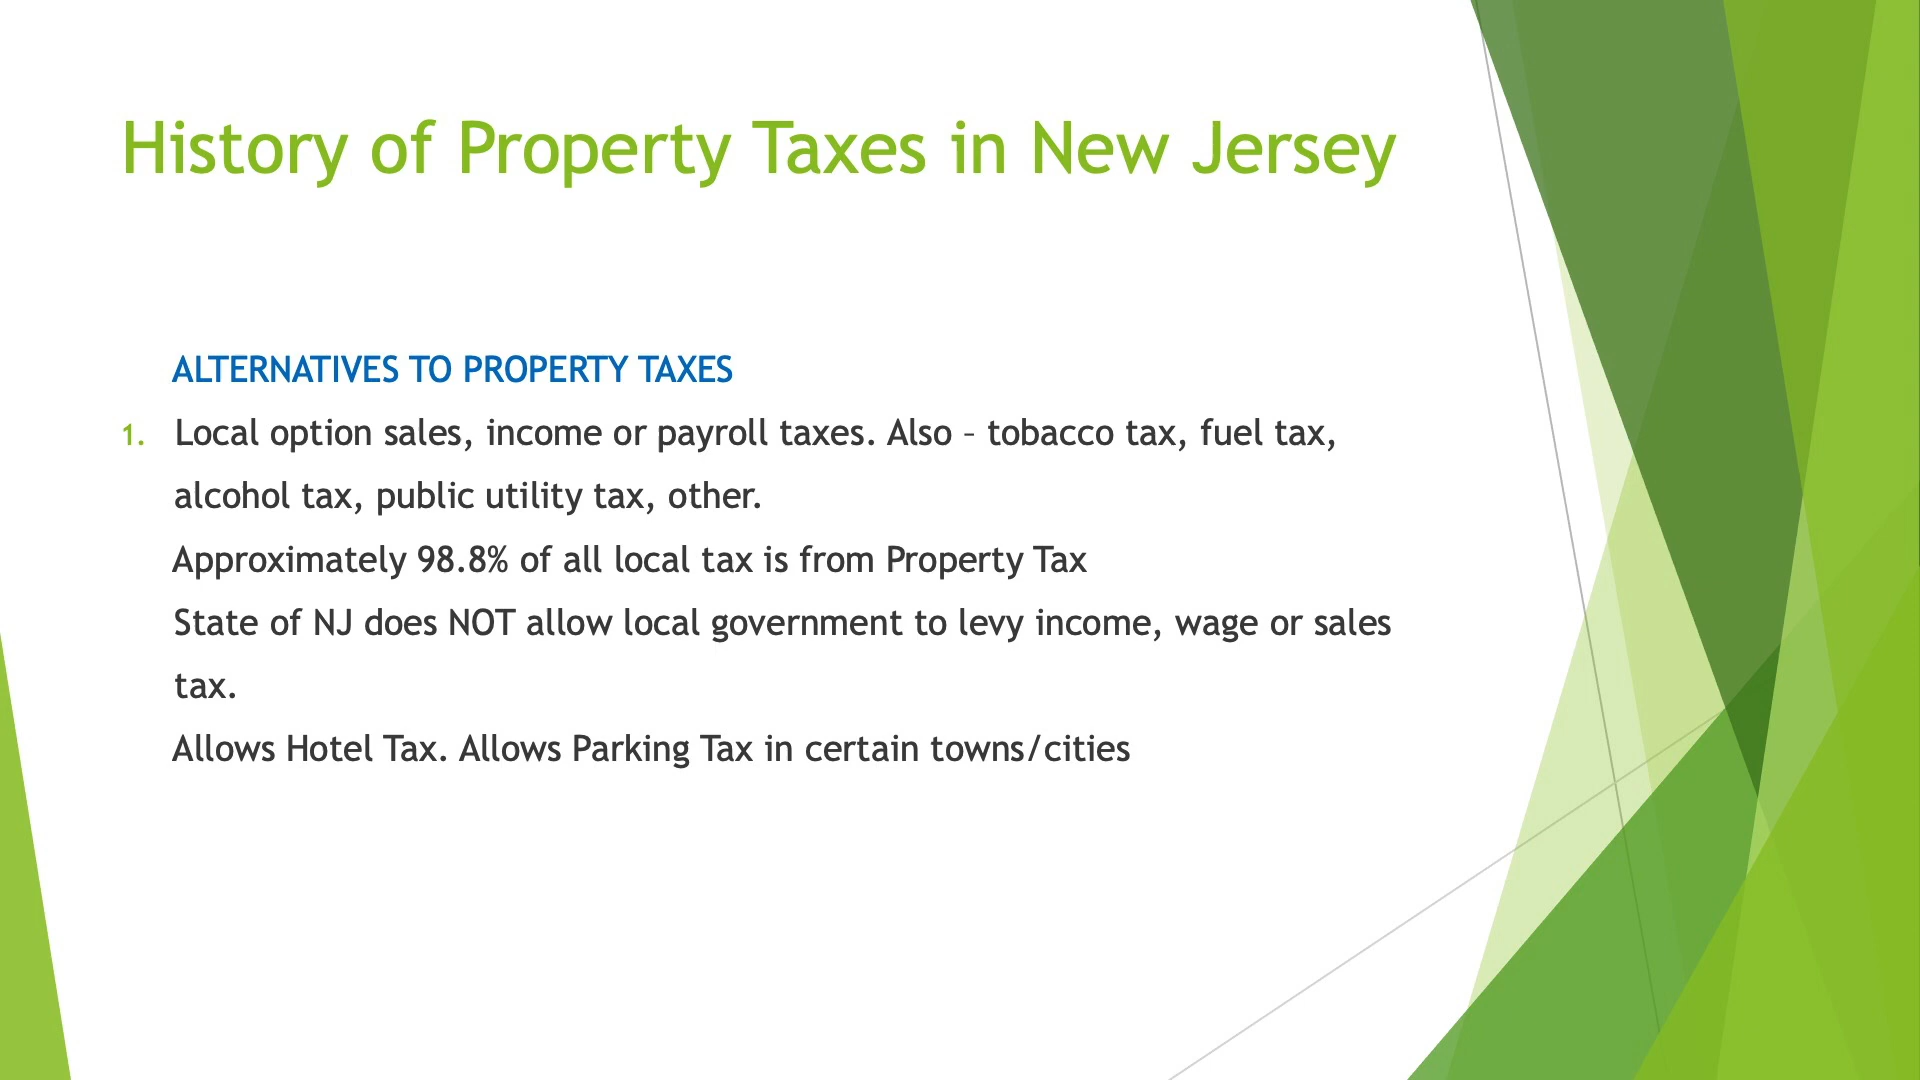 History of Property Taxes in New Jersey
ALTERNATIVES TO PROPERTY TAXES
1. Local option sales, income or payroll taxes. Also – tobacco tax, fuel tax,
alcohol tax, public utility tax, other.
Approximately 98.8% of all local tax is from Property Tax
State of NJ does NOT allow local government to levy income, wage or sales
tax.
Allows Hotel Tax. Allows Parking Tax in certain towns/cities